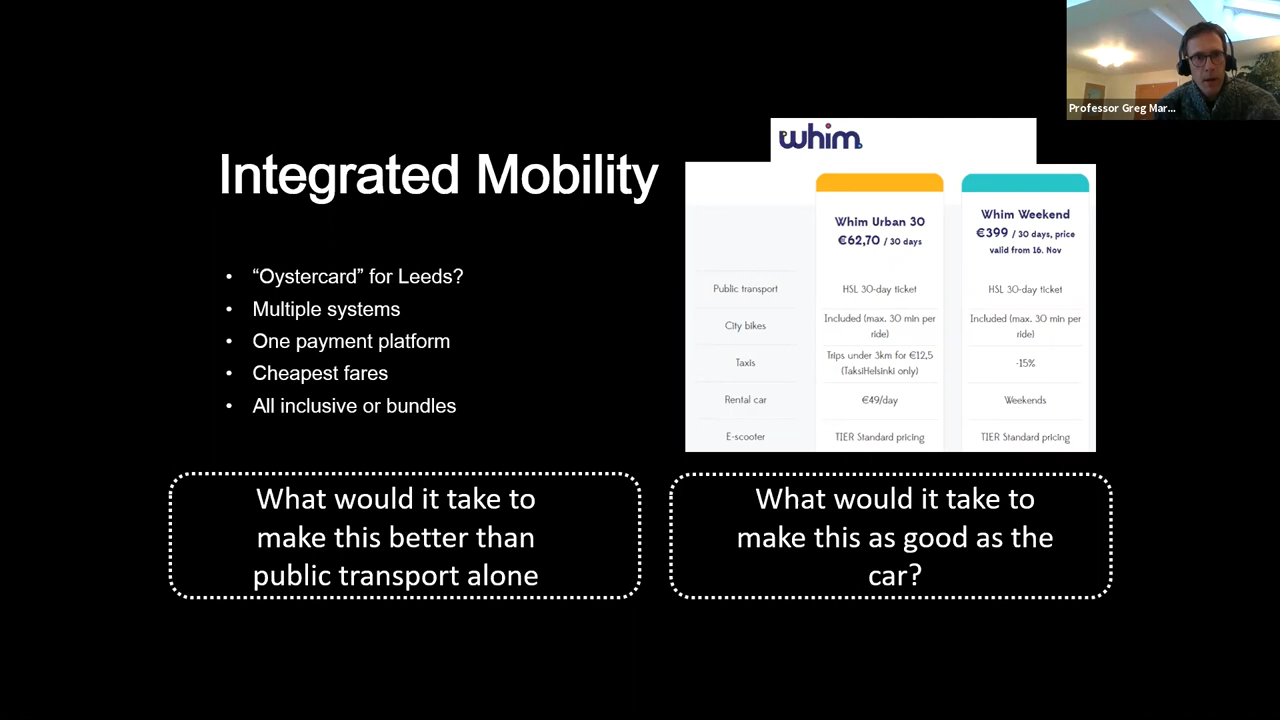 Professor Greg Mar...
whim.
Integrated Mobility
• “Oystercard” for Leeds?
• Multiple systems
• One payment platform
• Cheapest fares
• All inclusive or bundles
Whim Urban 30
€62,70 / 30 days
Whim Weekend
€399 / 30 days, price
valid from 16. Nov
Public transport
HSL 30-day ticket
HSL 30-day ticket
City bikes
Included (max. 30 min per
ride)
Included (max. 30 min per
ride)
Taxis
Trips under 3km for €12,5
(TaksiHelsinki only)
-15%
Rental car
€49/day
Weekends
E-scooter
TIER Standard pricing
TIER Standard pricing
What would it take to
make this better than
public transport alone
What would it take to
make this as good as the
car?